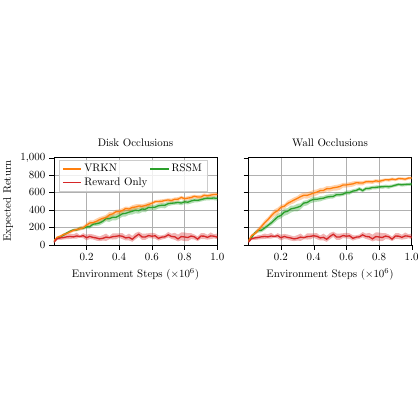 Disk Occlusions
Wall Occlusions
Expected Return
1,000
800
600
400
200
0
VRKN
RSSM
Reward Only
0.2 0.4 0.6 0.8 1.0
0.2 0.4 0.6 0.8 1.0
Environment Steps (×10⁶)
Environment Steps (×10⁶)